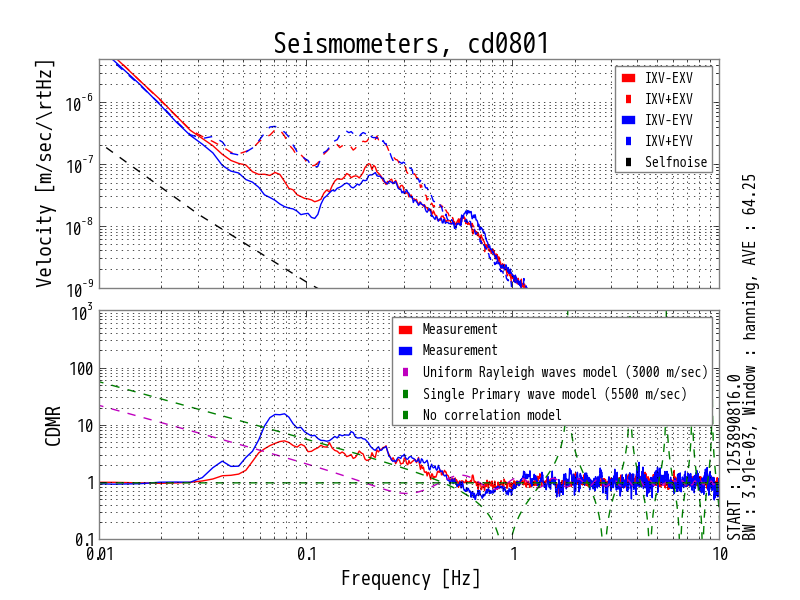 Seismometers, cd0801
Velocity [m/sec/\rtHz]
10-6
10-7
10-8
10-9
IXV-EXV
IXV+EXV
IXV-EYV
IXV+EYV
Selfnoise
CDMR
103
100
10
1
0.1
Measurement
Measurement
Uniform Rayleigh waves model (3000 m/sec)
Single Primary wave model (5500 m/sec)
No correlation model
0.01
0.1
1
10
Frequency [Hz]
START : 1253890816.0
BW : 3.91e-03, Window : hanning, AVE : 64.25